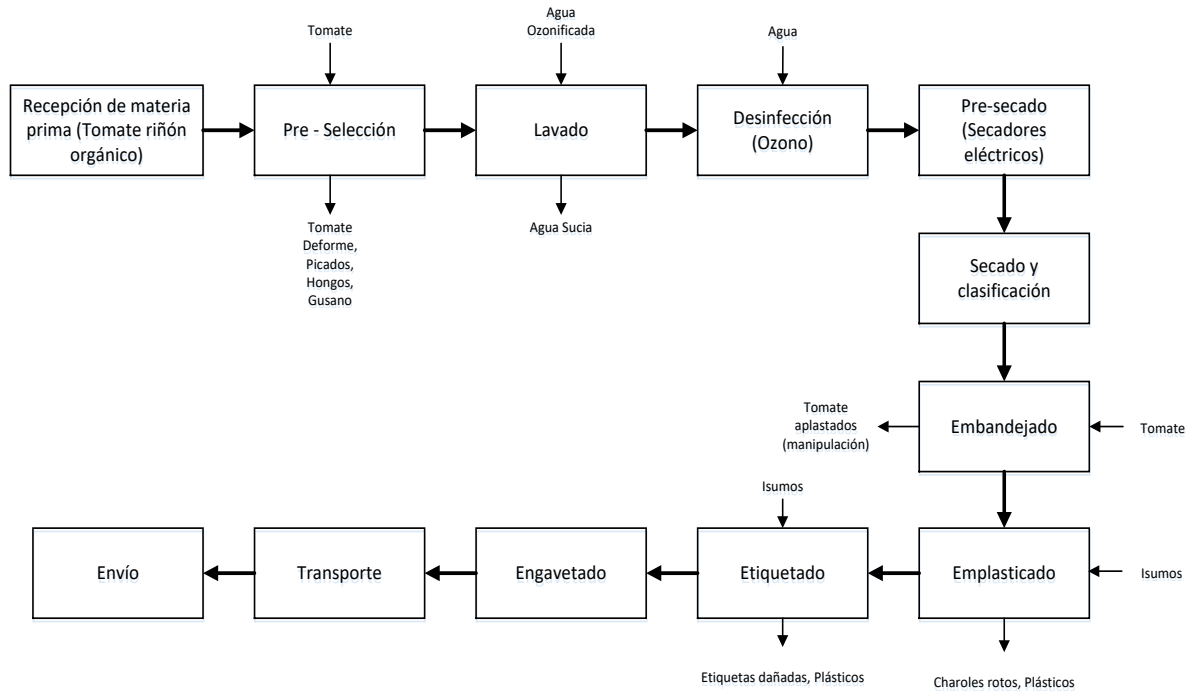 Tomate
Agua
Ozonificada
Agua
Recepción de materia
prima (Tomate riñón
orgánico)
Pre - Selección
Lavado
Desinfección
(Ozono)
Pre-secado
(Secadores
eléctricos)
Tomate
Deforme,
Picados,
Hongos,
Gusano
Agua Sucia
Secado y
clasificación
Tomate
aplastados
(manipulación)
Embandejado
Tomate
Isumos
Envío
Transporte
Engavetado
Etiquetado
Emplasticado
Isumos
Etiquetas dañadas, Plásticos
Charoles rotos, Plásticos